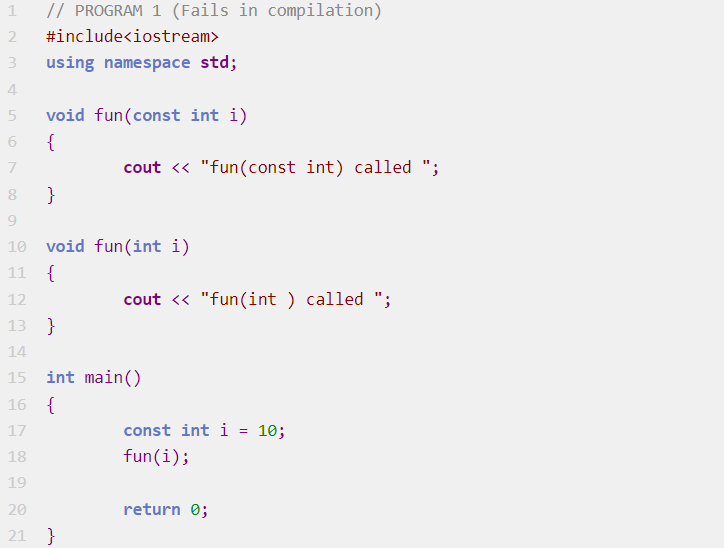 1 // PROGRAM 1 (Fails in compilation)
2 #include<iostream>
3 using namespace std;
4
5 void fun(const int i)
6 {
7 cout << "fun(const int) called ";
8 }
9
10 void fun(int i)
11 {
12 cout << "fun(int ) called ";
13 }
14
15 int main()
16 {
17 const int i = 10;
18 fun(i);
19
20 return 0;
21 }